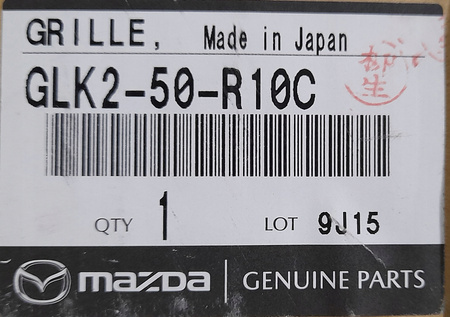 GRILLE, Made in Japan
GLK2-50-R10C
QTY 1 LOT 9J15
mazda GENUINE PARTS